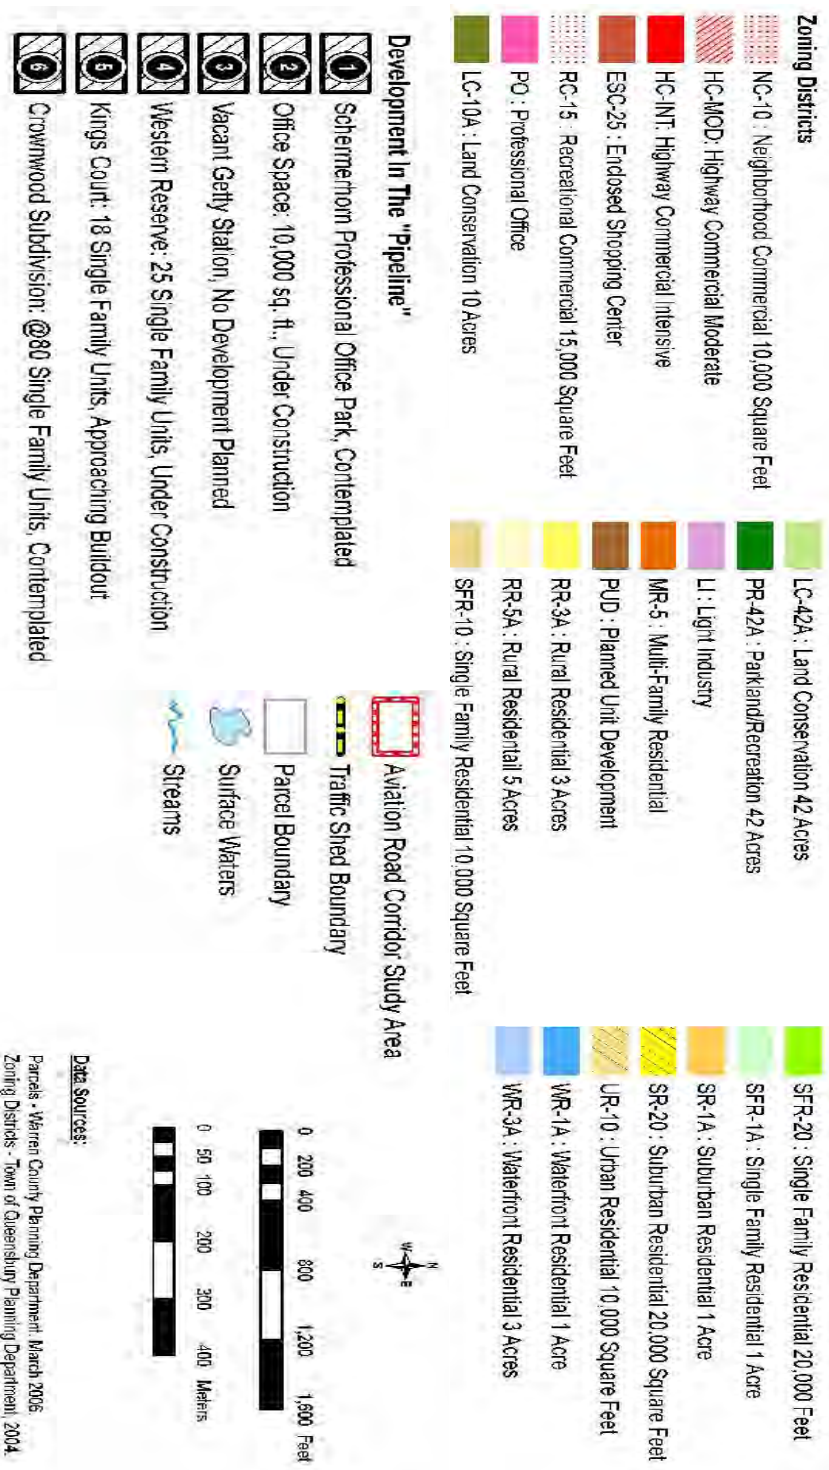 Zoning Districts
NC-10 : Neighborhood Commercial 10,000 Square Feet
HC-MOD: Highway Commercial Moderate
HC-INT: Highway Commercial Intensive
ESC-25 : Enclosed Shopping Center
RC-15 : Recreational Commercial 15,000 Square Feet
PO : Professional Office
LC-10A : Land Conservation 10 Acres
LC-42A : Land Conservation 42 Acres
PR-42A : Parkland/Recreation 42 Acres
LI : Light Industry
MR-5 : Multi-Family Residential
PUD : Planned Unit Development
RR-3A : Rural Residential 3 Acres
RR-5A : Rural Residentail 5 Acres
SFR-10 : Single Family Residential 10,000 Square Feet
SFR-20 : Single Family Residential 20,000 Feet
SFR-1A : Single Family Residential 1 Acre
SR-1A : Suburban Residential 1 Acre
SR-20 : Suburban Residential 20,000 Square Feet
UR-10 : Urban Residential 10,000 Square Feet
WR-1A : Waterfront Residential 1 Acre
WR-3A : Waterfront Residential 3 Acres
Development In The "Pipeline"
1 Schermerhorn Professional Office Park, Contemplated
2 Office Space: 10,000 sq. ft., Under Construction
3 Vacant Getty Station, No Development Planned
4 Western Reserve: 25 Single Family Units, Under Construction
5 Kings Court: 18 Single Family Units, Approaching Buildout
6 Crownwood Subdivision: @80 Single Family Units, Contemplated
Aviation Road Corridor Study Area
Traffic Shed Boundary
Parcel Boundary
Surface Waters
Streams
N
W E
S
0 200 400 800 1,200 1,600 Feet
0 50 100 200 300 400 Meters
Data Sources:
Parcels - Warren County Planning Department, March 2006.
Zoning Districts - Town of Queensbury Planning Department, 2004.